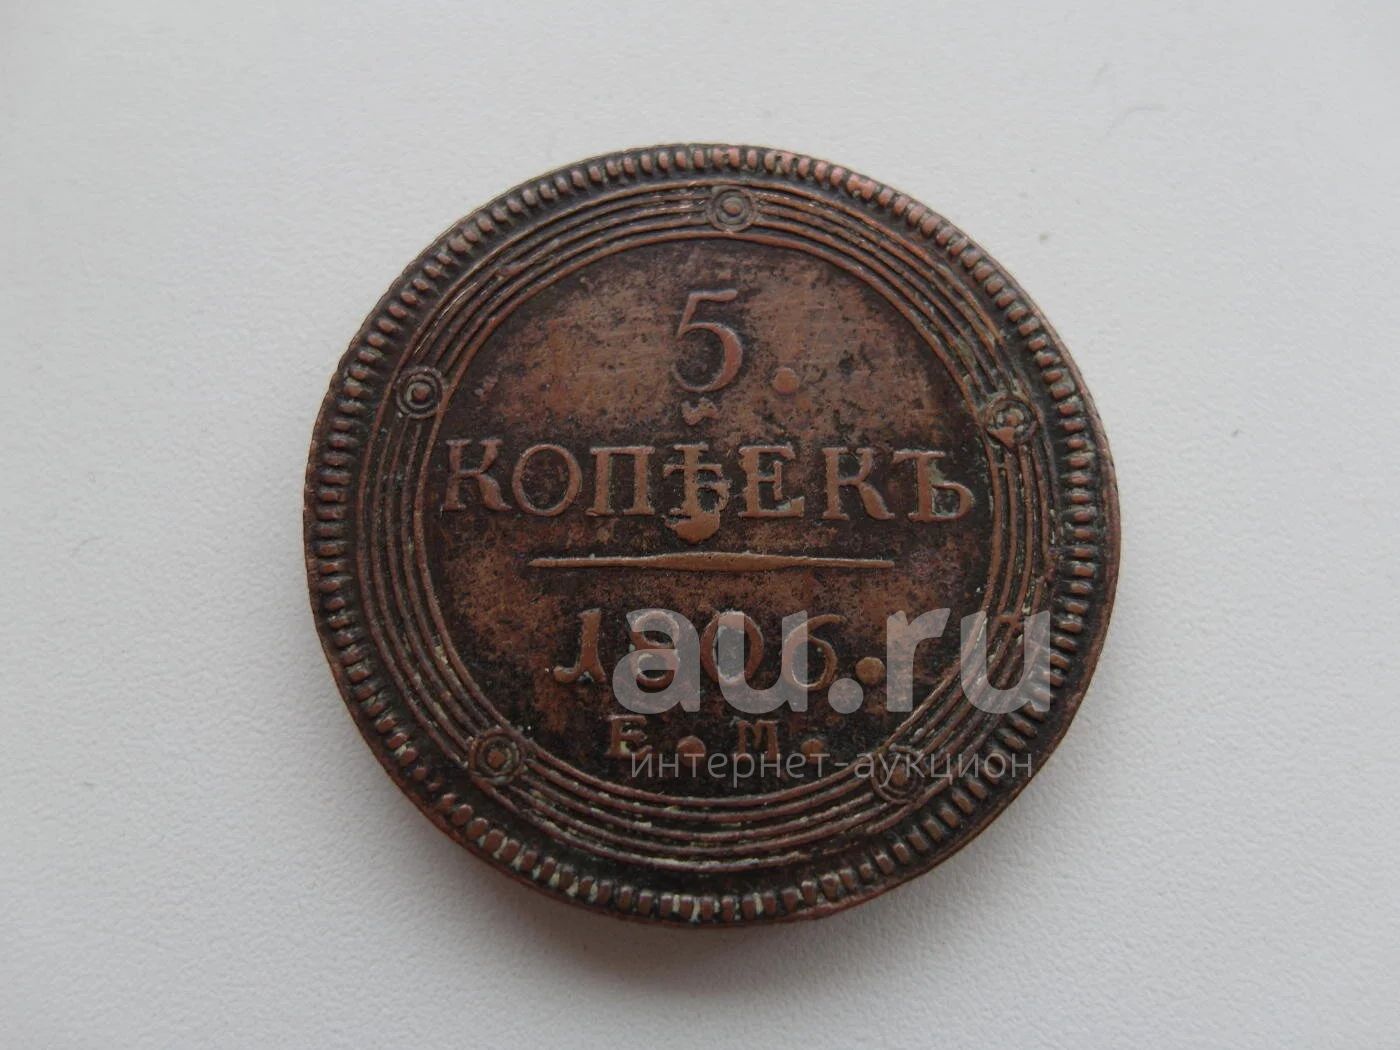 5.
КОПѢЕКЪ
1806.
Е.М.
au.ru
интернет-аукцион